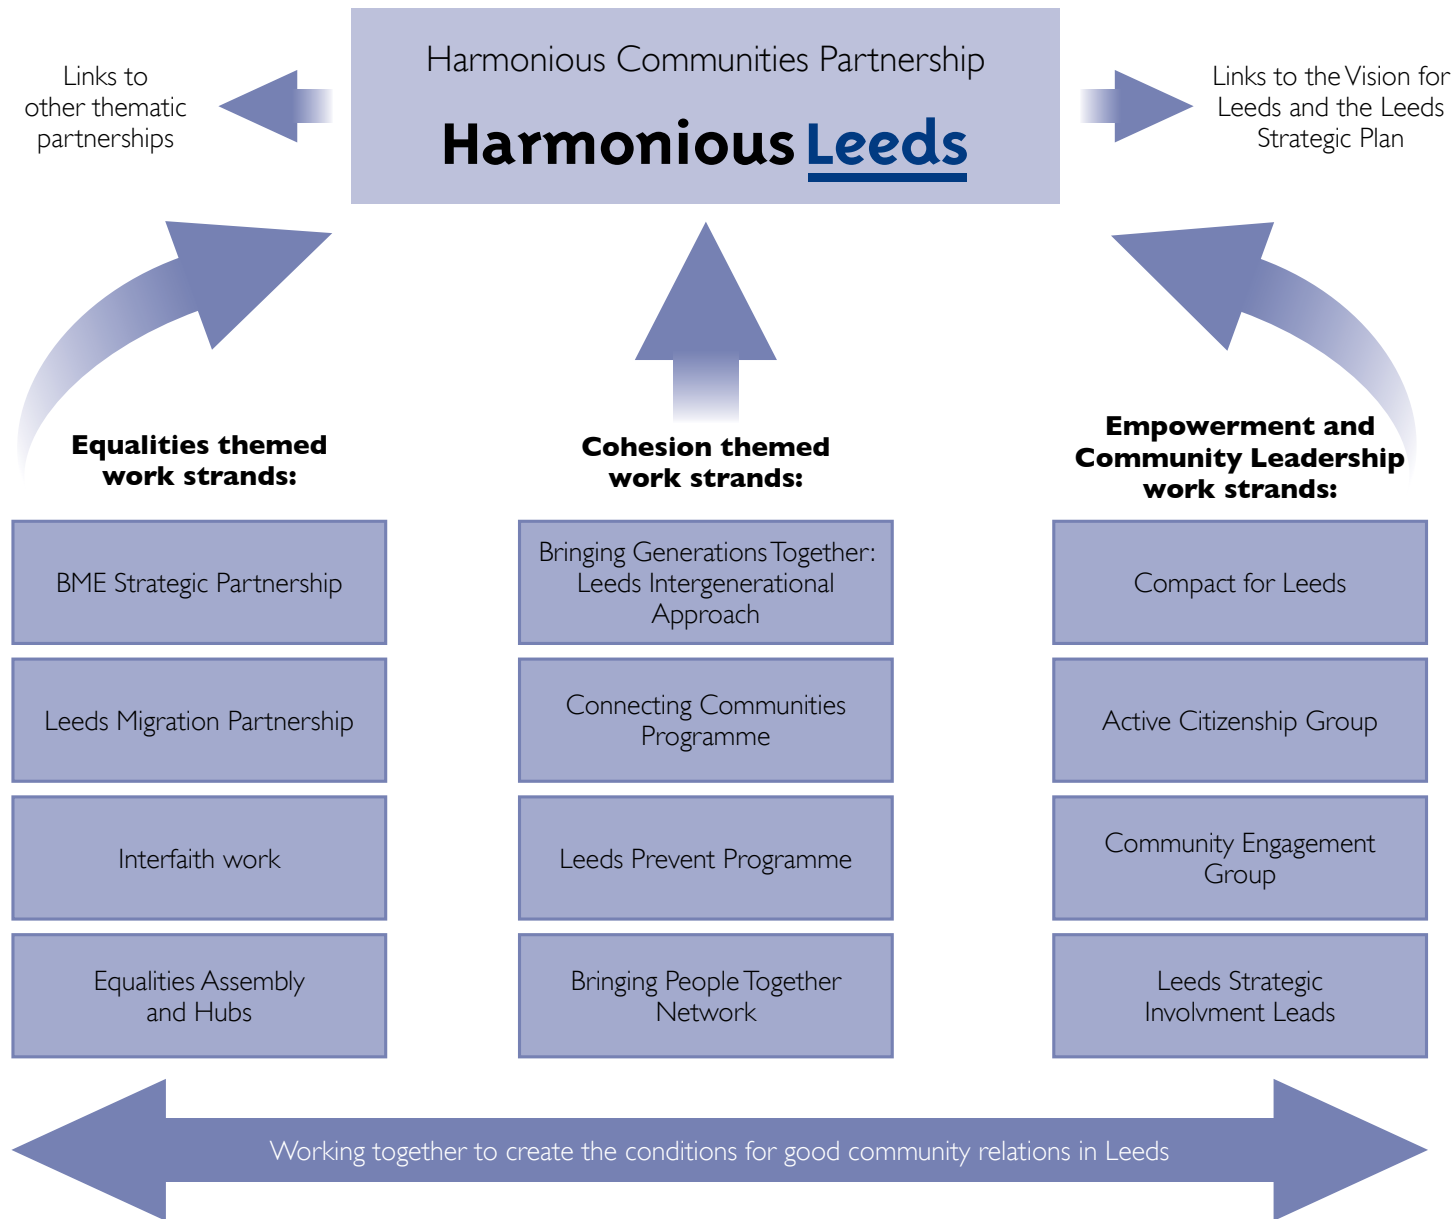 Harmonious Communities Partnership
Harmonious Leeds
Links to
other thematic
partnerships
Links to the Vision for
Leeds and the Leeds
Strategic Plan
Equalities themed
work strands:
BME Strategic Partnership
Leeds Migration Partnership
Interfaith work
Equalities Assembly
and Hubs
Cohesion themed
work strands:
Bringing Generations Together:
Leeds Intergenerational
Approach
Connecting Communities
Programme
Leeds Prevent Programme
Bringing People Together
Network
Empowerment and
Community Leadership
work strands:
Compact for Leeds
Active Citizenship Group
Community Engagement
Group
Leeds Strategic
Involvment Leads
Working together to create the conditions for good community relations in Leeds